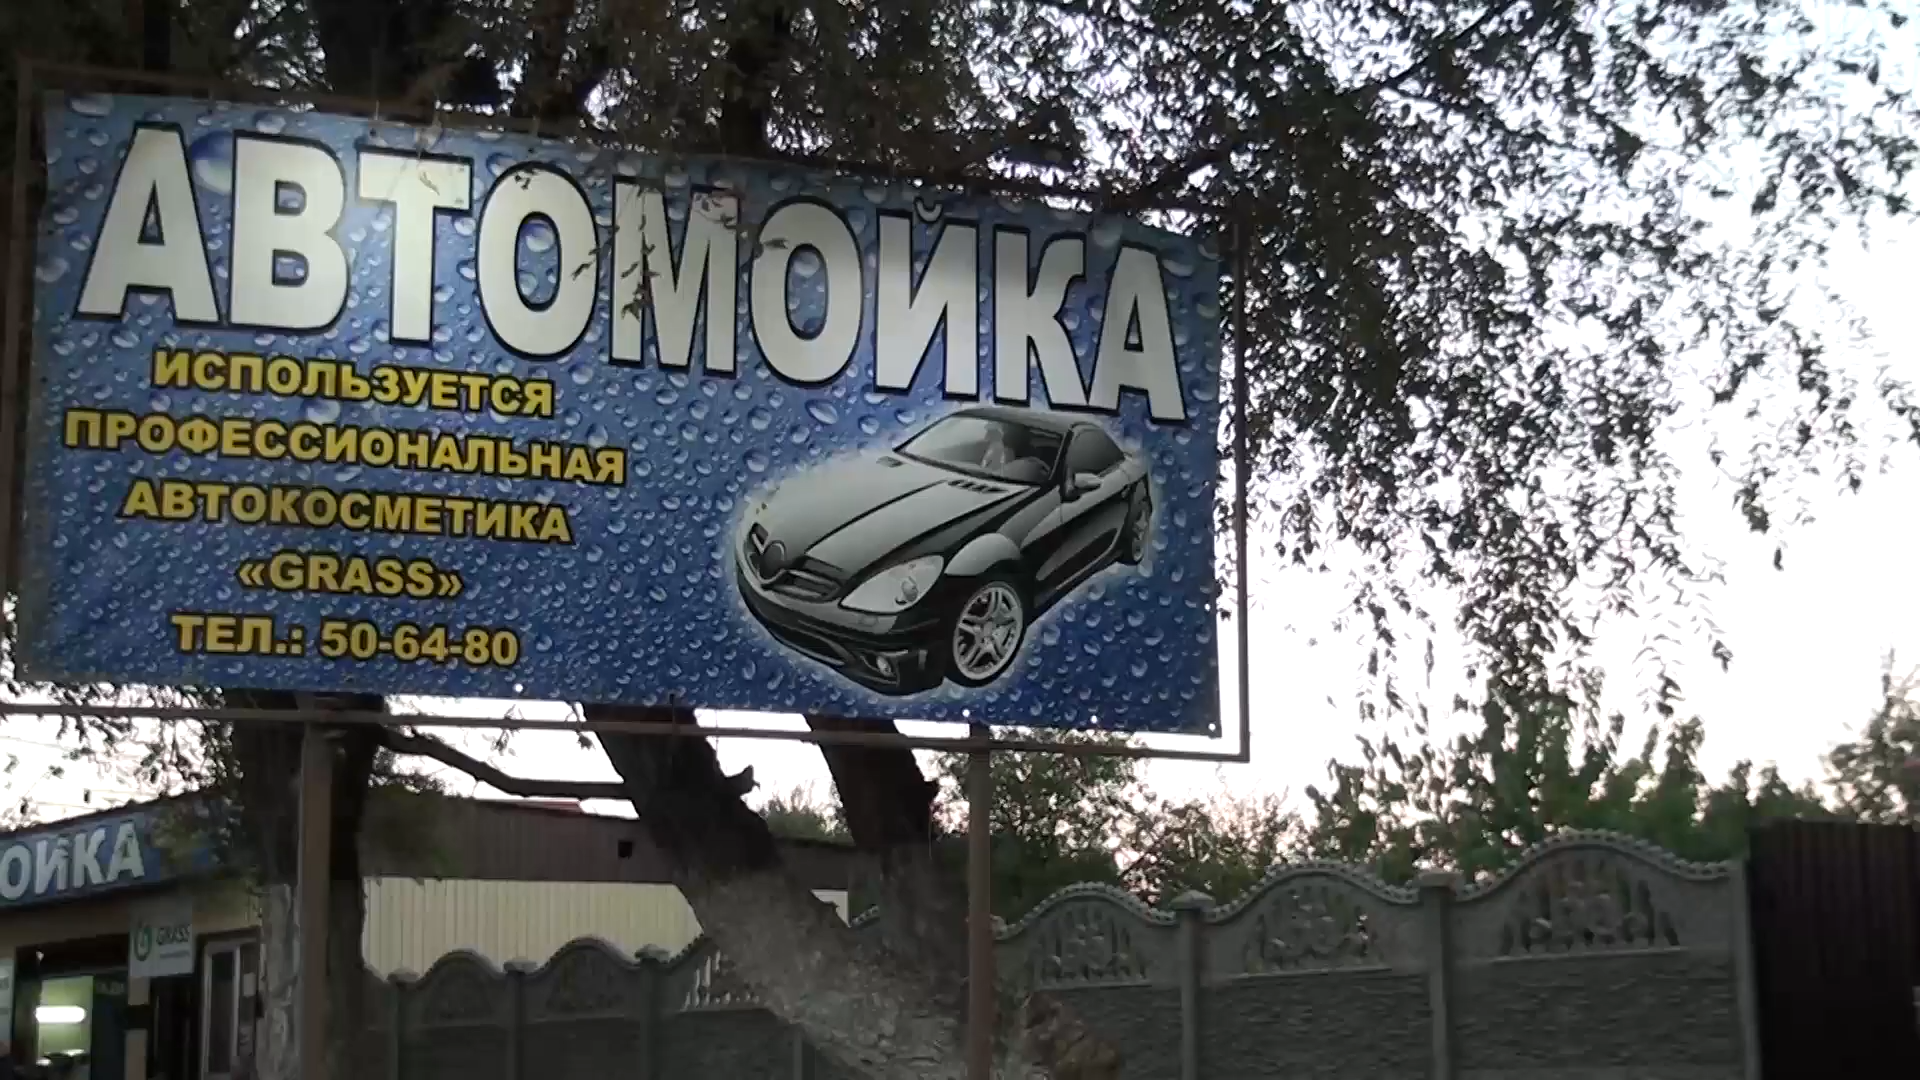 АВТОМОЙКА
ИСПОЛЬЗУЕТСЯ
ПРОФЕССИОНАЛЬНАЯ
АВТОКОСМЕТИКА
«GRASS»
ТЕЛ.: 50-64-80
ОЙКА
GRASS